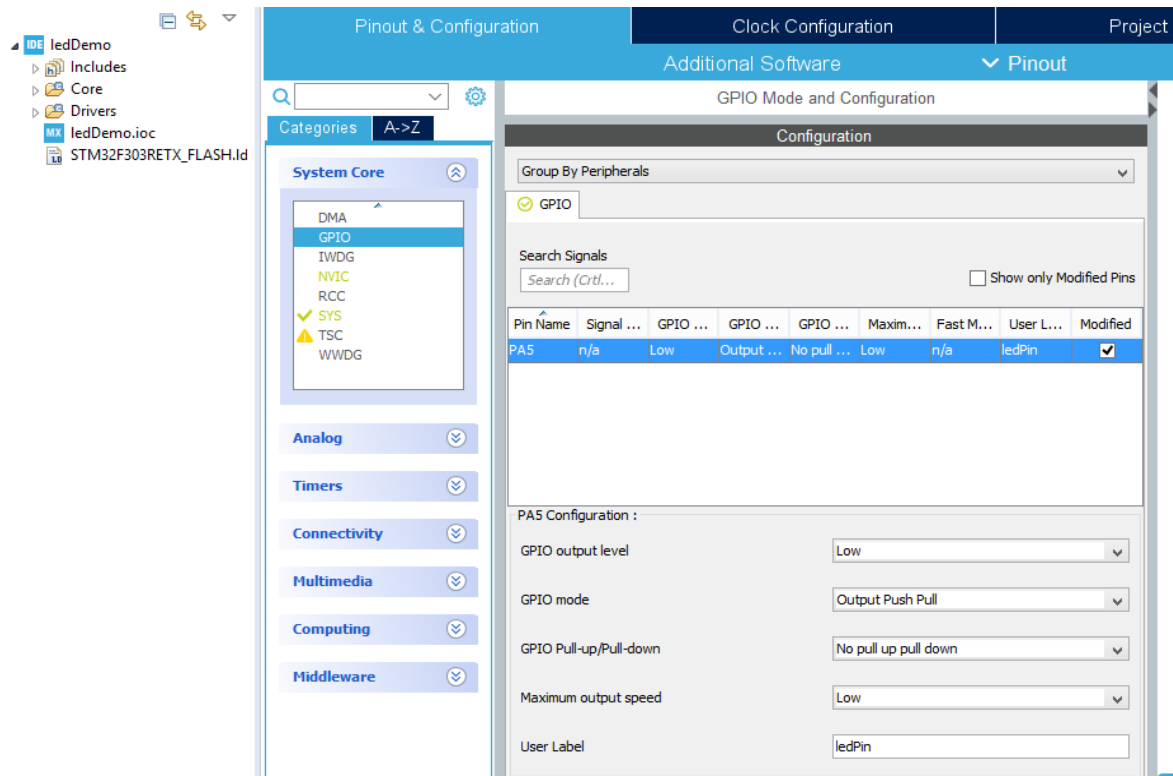 IDE ledDemo
Includes
Core
Drivers
MX ledDemo.ioc
LD STM32F303RETX_FLASH.ld
Pinout & Configuration
Clock Configuration
Project
Additional Software
Pinout
Categories
A->Z
System Core
DMA
GPIO
IWDG
NVIC
RCC
SYS
TSC
WWDG
Analog
Timers
Connectivity
Multimedia
Computing
Middleware
GPIO Mode and Configuration
Configuration
Group By Peripherals
GPIO
Search Signals
Search (Crtl...
Show only Modified Pins
Pin Name Signal ... GPIO ... GPIO ... GPIO ... Maxim... Fast M... User L... Modified
PA5 n/a Low Output ... No pull ... Low n/a ledPin
PA5 Configuration :
GPIO output level Low
GPIO mode Output Push Pull
GPIO Pull-up/Pull-down No pull up pull down
Maximum output speed Low
User Label ledPin